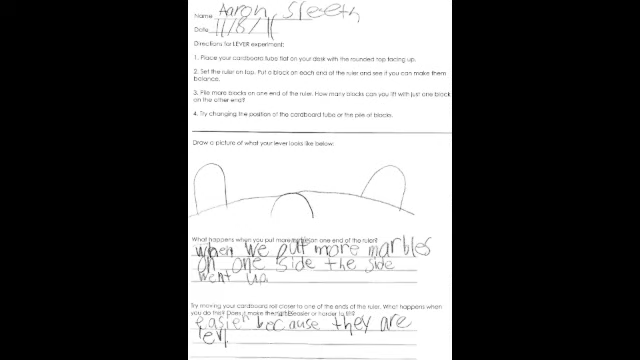 Name Aaron Sleeth
Date 11/8/11
Directions for LEVER experiment:
1. Place your cardboard tube flat on your desk with the rounded top facing up.
2. Set the ruler on top. Put a block on each end of the ruler and see if you can make them
balance.
3. Pile more blocks on one end of the ruler. How many blocks can you lift with just one block
on the other end?
4. Try changing the position of the cardboard tube or the pile of blocks.
Draw a picture of what your lever looks like below.
What happens when you put more marbles on one end of the ruler?
when we put more marbles
on one side the side
went up.
Try moving your cardboard roll closer to one of the ends of the ruler. What happens when
you do this? Does it make the easier or harder to lift?
easier because they are